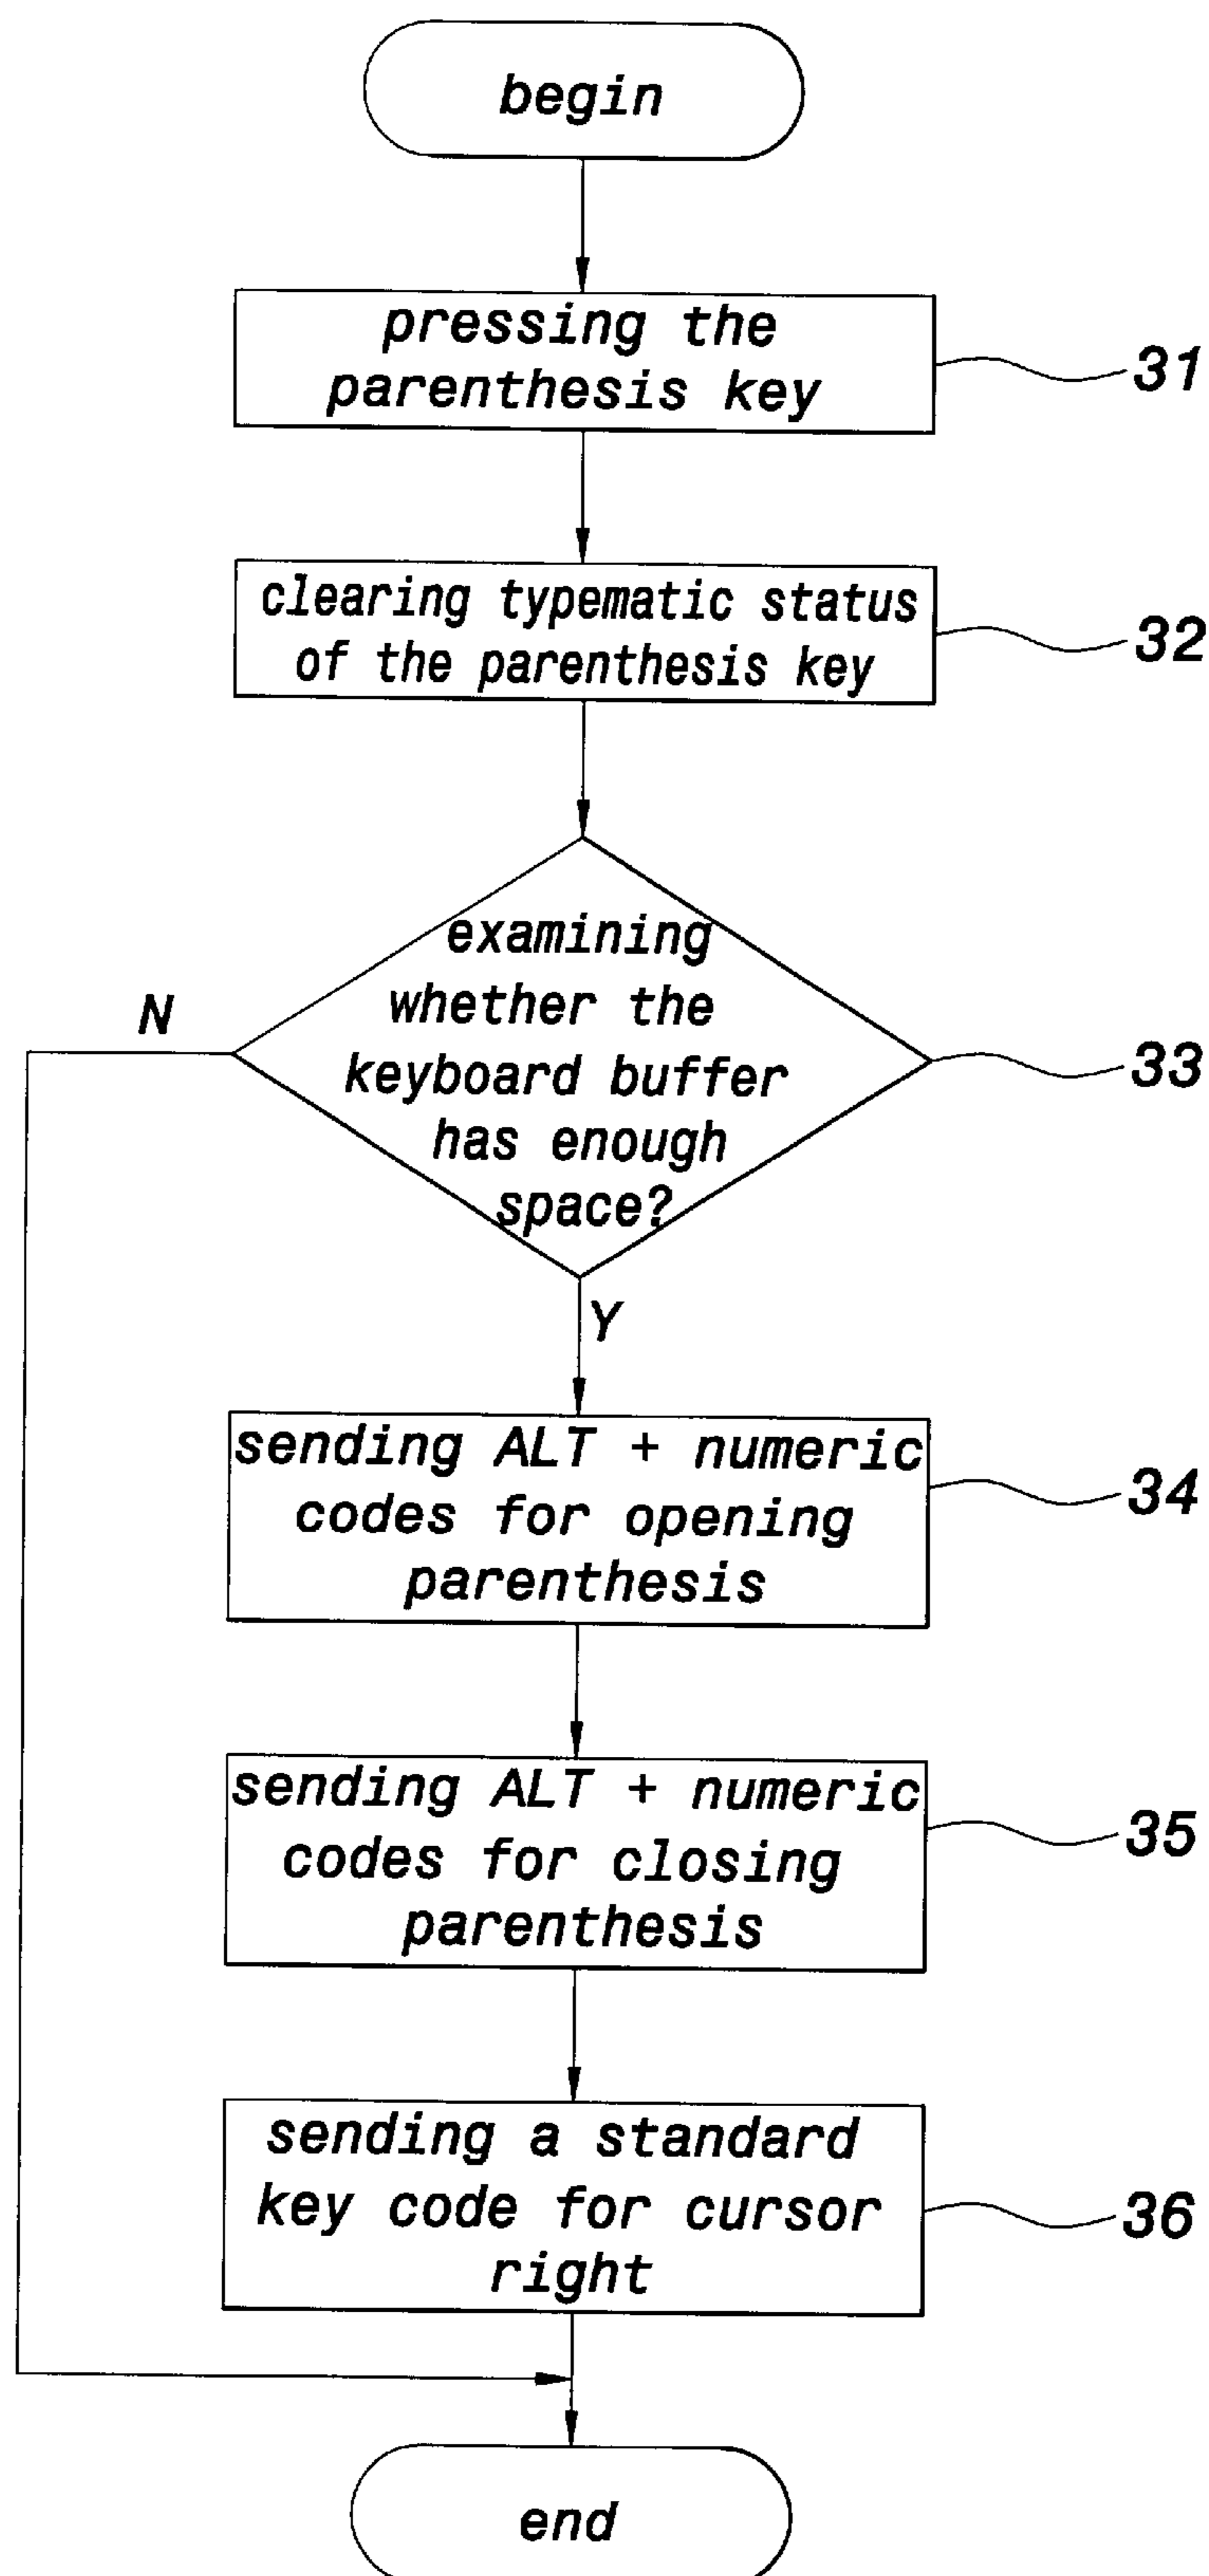 begin
pressing the
parenthesis key
31
clearing typematic status
of the parenthesis key
32
examining
whether the
keyboard buffer
has enough
space?
N
33
Y
sending ALT + numeric
codes for opening
parenthesis
34
sending ALT + numeric
codes for closing
parenthesis
35
sending a standard
key code for cursor
right
36
end